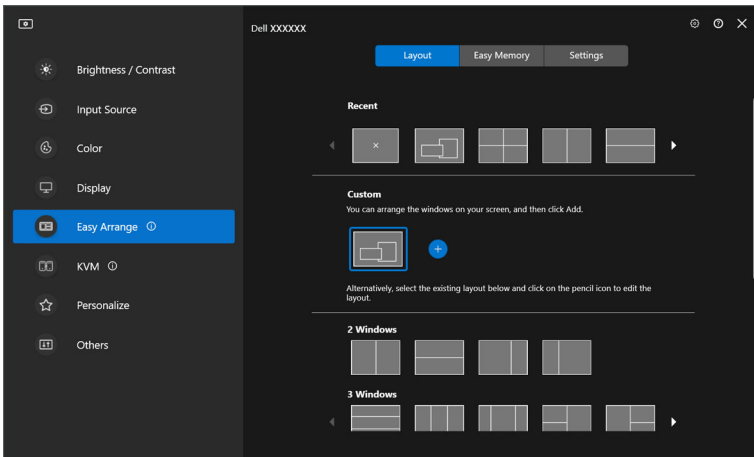 Dell XXXXXX
Brightness / Contrast
Input Source
Color
Display
Easy Arrange
KVM
Personalize
Others
Layout
Easy Memory
Settings
Recent
Custom
You can arrange the windows on your screen, and then click Add.
Alternatively, select the existing layout below and click on the pencil icon to edit the
layout.
2 Windows
3 Windows